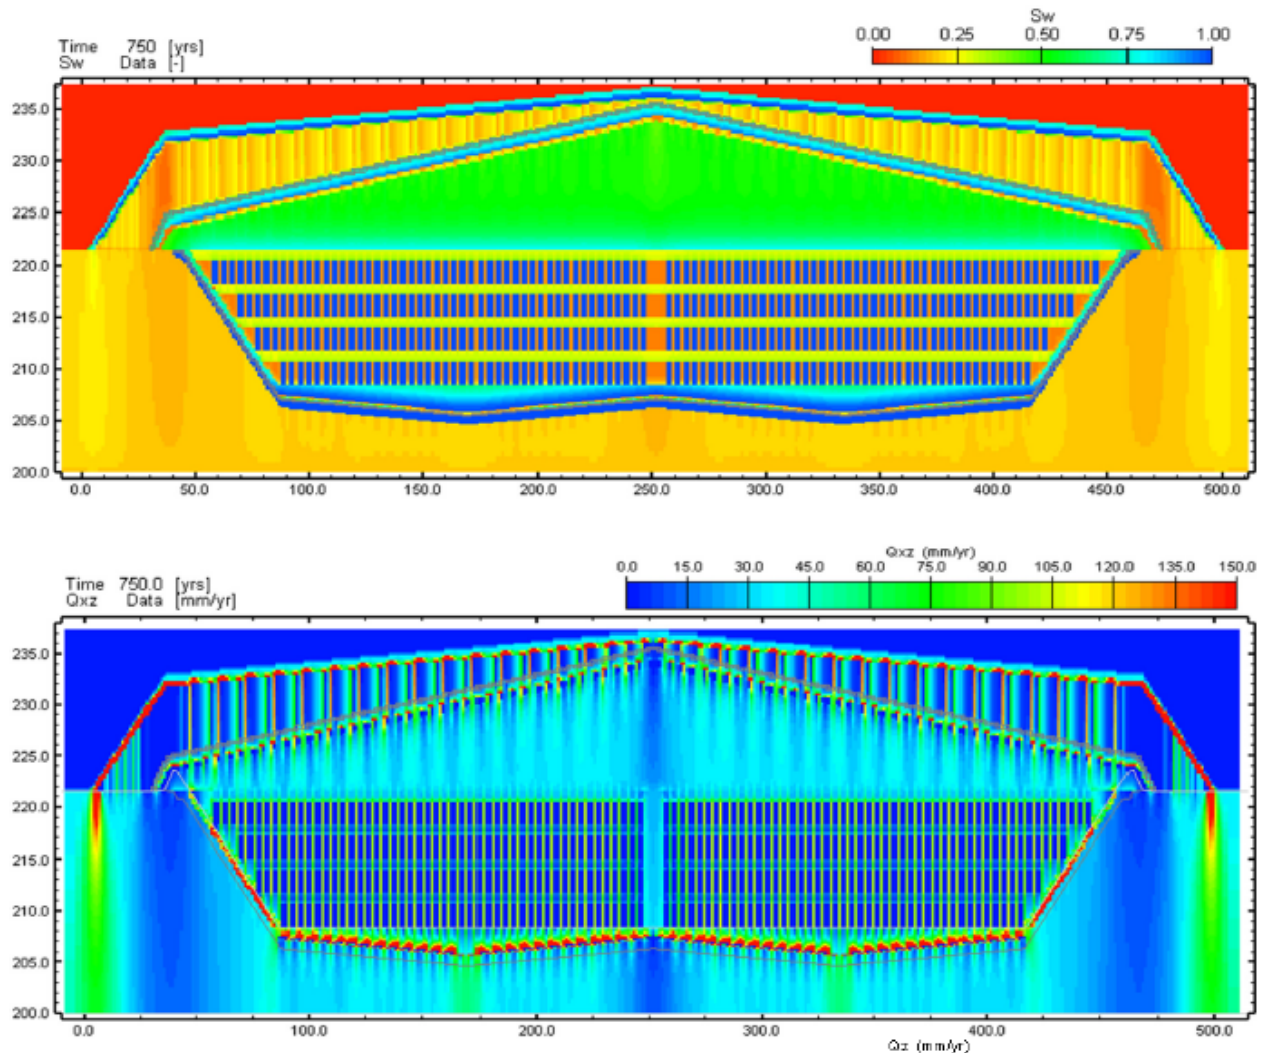 Sw
Time 750 [yrs] 0.00 0.25 0.50 0.75 1.00
Sw Data [-]
235.0
230.0
225.0
220.0
215.0
210.0
205.0
200.0
0.0 50.0 100.0 150.0 200.0 250.0 300.0 350.0 400.0 450.0 500.0
Qxz (mm/yr)
0.0 15.0 30.0 45.0 60.0 75.0 90.0 105.0 120.0 135.0 150.0
Time 750.0 [yrs]
Qxz Data [mm/yr]
235.0
230.0
225.0
220.0
215.0
210.0
205.0
200.0
0.0 100.0 200.0 300.0 400.0 500.0
Qxz (mm/yr)